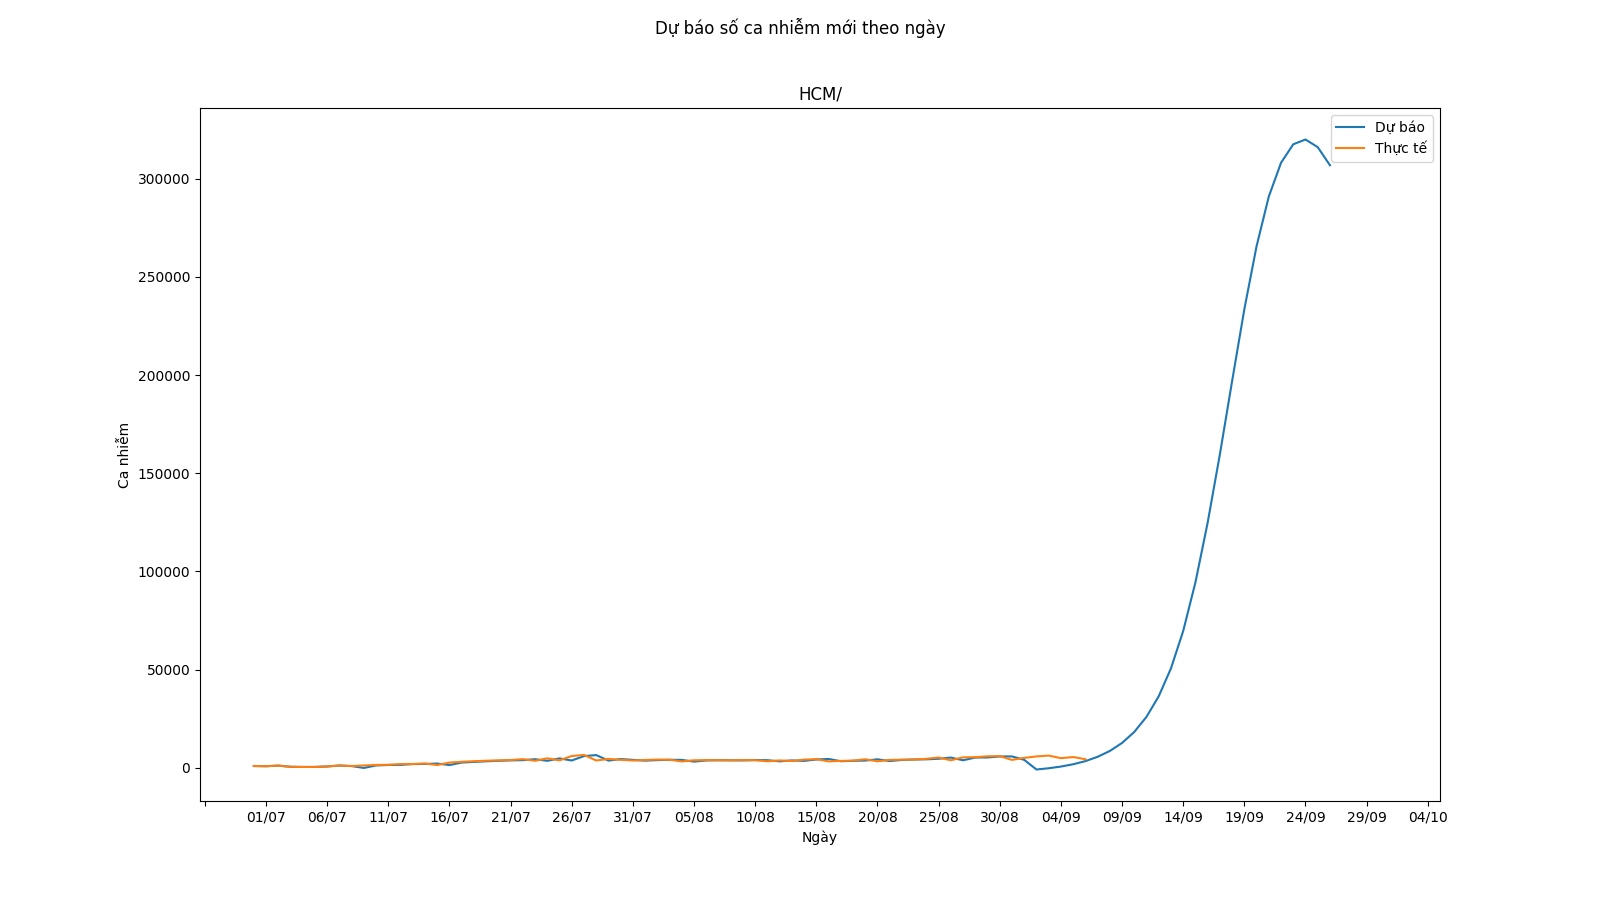 Dự báo số ca nhiễm mới theo ngày
HCM/
Dự báo
Thực tế
Ca nhiễm
300000
250000
200000
150000
100000
50000
0
01/07 06/07 11/07 16/07 21/07 26/07 31/07 05/08 10/08 15/08 20/08 25/08 30/08 04/09 09/09 14/09 19/09 24/09 29/09 04/10
Ngày